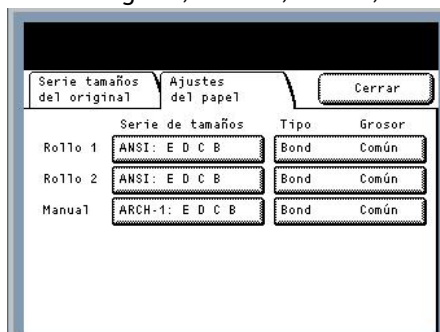 Serie tamaños
del original
Ajustes
del papel
Cerrar
Serie de tamaños Tipo Grosor
Rollo 1 ANSI: E D C B Bond Común
Rollo 2 ANSI: E D C B Bond Común
Manual ARCH-1: E D C B Bond Común